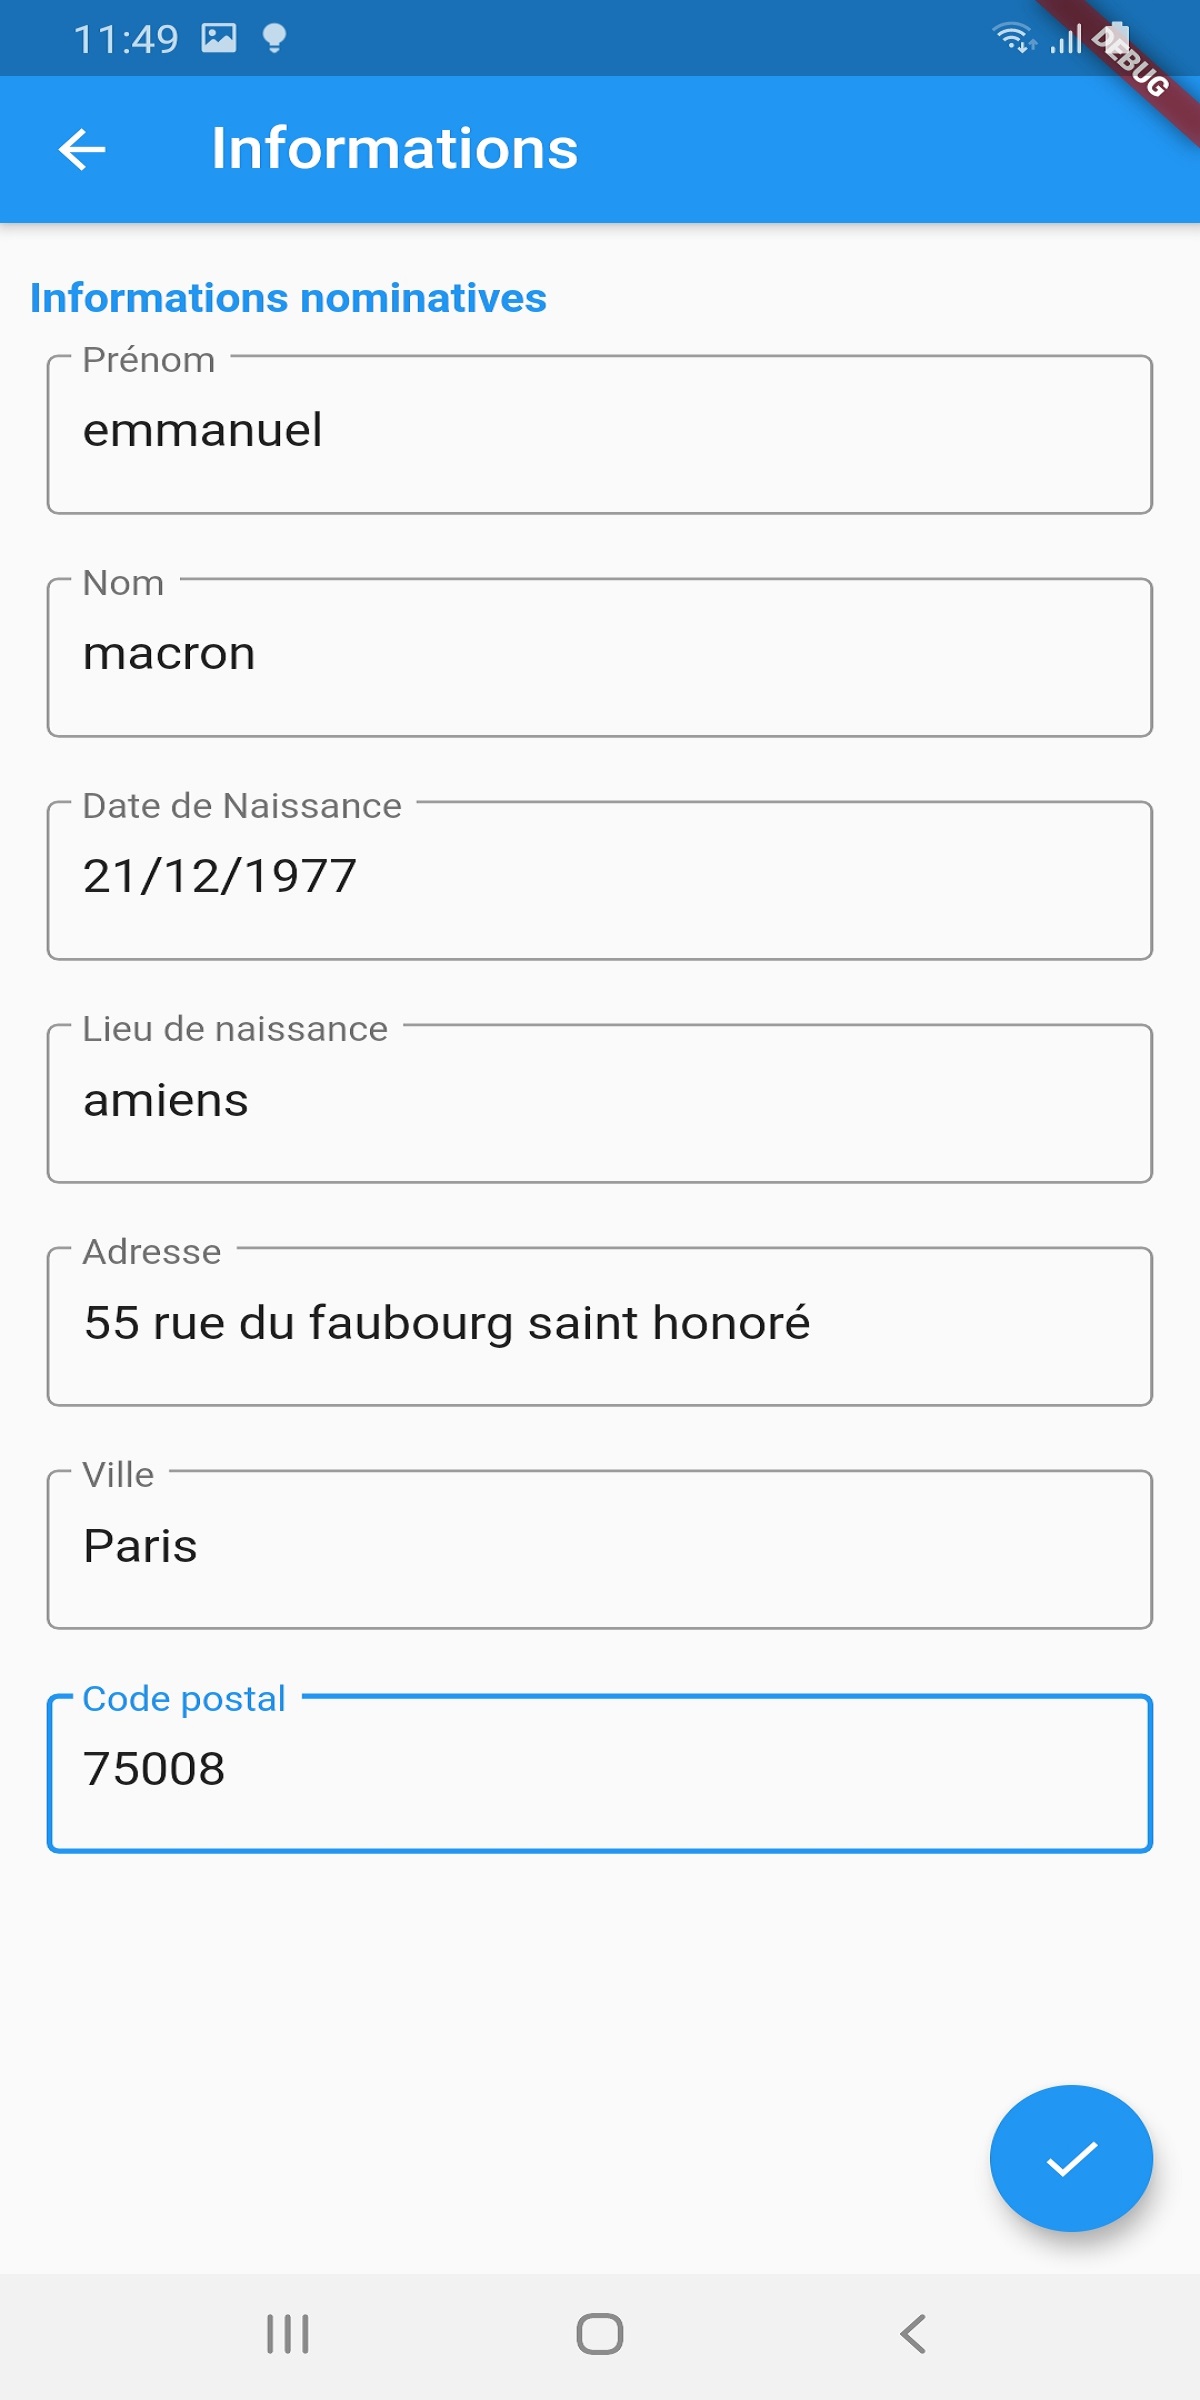 11:49
DEBUG
Informations
Informations nominatives
Prénom
emmanuel
Nom
macron
Date de Naissance
21/12/1977
Lieu de naissance
amiens
Adresse
55 rue du faubourg saint honoré
Ville
Paris
Code postal
75008